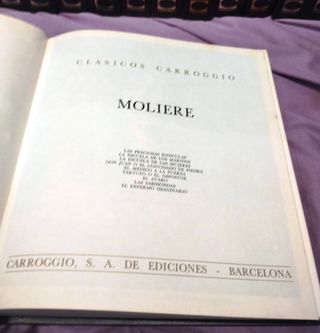 CLASICOS CARROGGIO
MOLIERE
LAS PRECIOSAS RIDICULAS
LA ESCUELA DE LOS MARIDOS
LA ESCUELA DE LAS MUJERES
DON JUAN O EL CONVIDADO DE PIEDRA
EL MEDICO A LA FUERZA
TARTUFO O EL IMPOSTOR
EL AVARO
LAS SABIHONDAS
EL ENFERMO IMAGINARIO
CARROGGIO, S. A. DE EDICIONES - BARCELONA